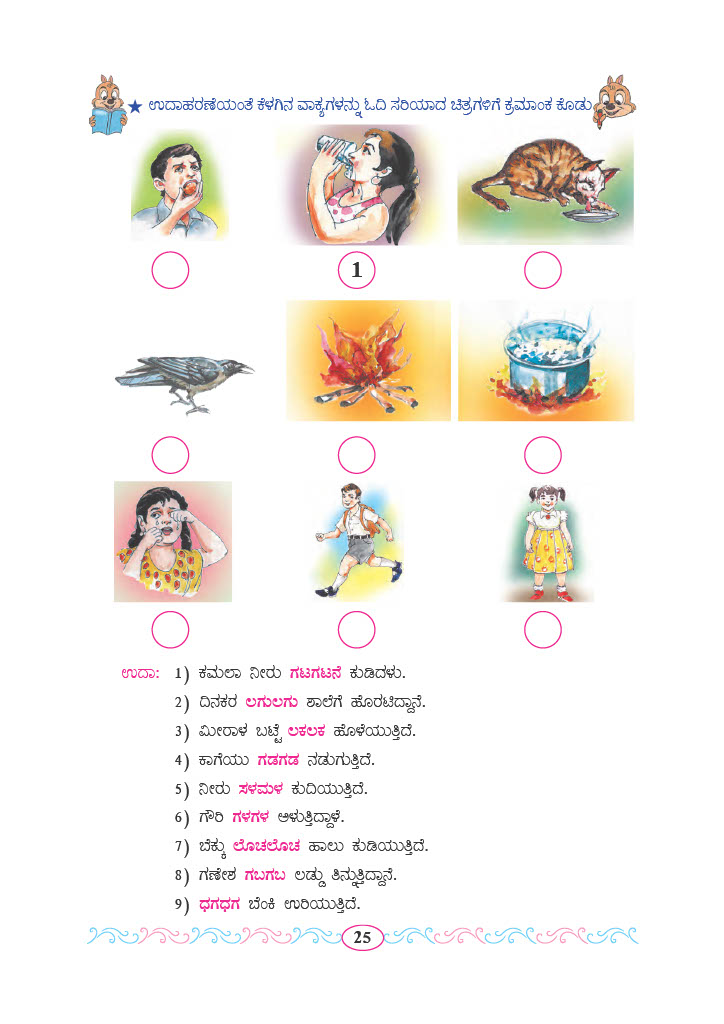 ★ ಉದಾಹರಣೆಯಂತೆ ಕೆಳಗಿನ ವಾಕ್ಯಗಳನ್ನು ಓದಿ ಸರಿಯಾದ ಚಿತ್ರಗಳಿಗೆ ಕ್ರಮಾಂಕ ಕೊಡು
1
ಉದಾ: 1) ಕಮಲಾ ನೀರು ಗಟಗಟನೆ ಕುಡಿದಳು.
2) ದಿನಕರ ಲಗುಲಗು ಶಾಲೆಗೆ ಹೊರಟಿದ್ದಾನೆ.
3) ಮೀರಾಳ ಬಟ್ಟೆ ಲಕಲಕ ಹೊಳೆಯುತ್ತಿದೆ.
4) ಕಾಗೆಯು ಗಡಗಡ ನಡುಗುತ್ತಿದೆ.
5) ನೀರು ಸಳಮಳ ಕುದಿಯುತ್ತಿದೆ.
6) ಗೌರಿ ಗಳಗಳ ಅಳುತ್ತಿದ್ದಾಳೆ.
7) ಬೆಕ್ಕು ಲೊಚಲೊಚ ಹಾಲು ಕುಡಿಯುತ್ತಿದೆ.
8) ಗಣೇಶ ಗಬಗಬ ಲಡ್ಡು ತಿನ್ನುತ್ತಿದ್ದಾನೆ.
9) ಧಗಧಗ ಬೆಂಕಿ ಉರಿಯುತ್ತಿದೆ.
25